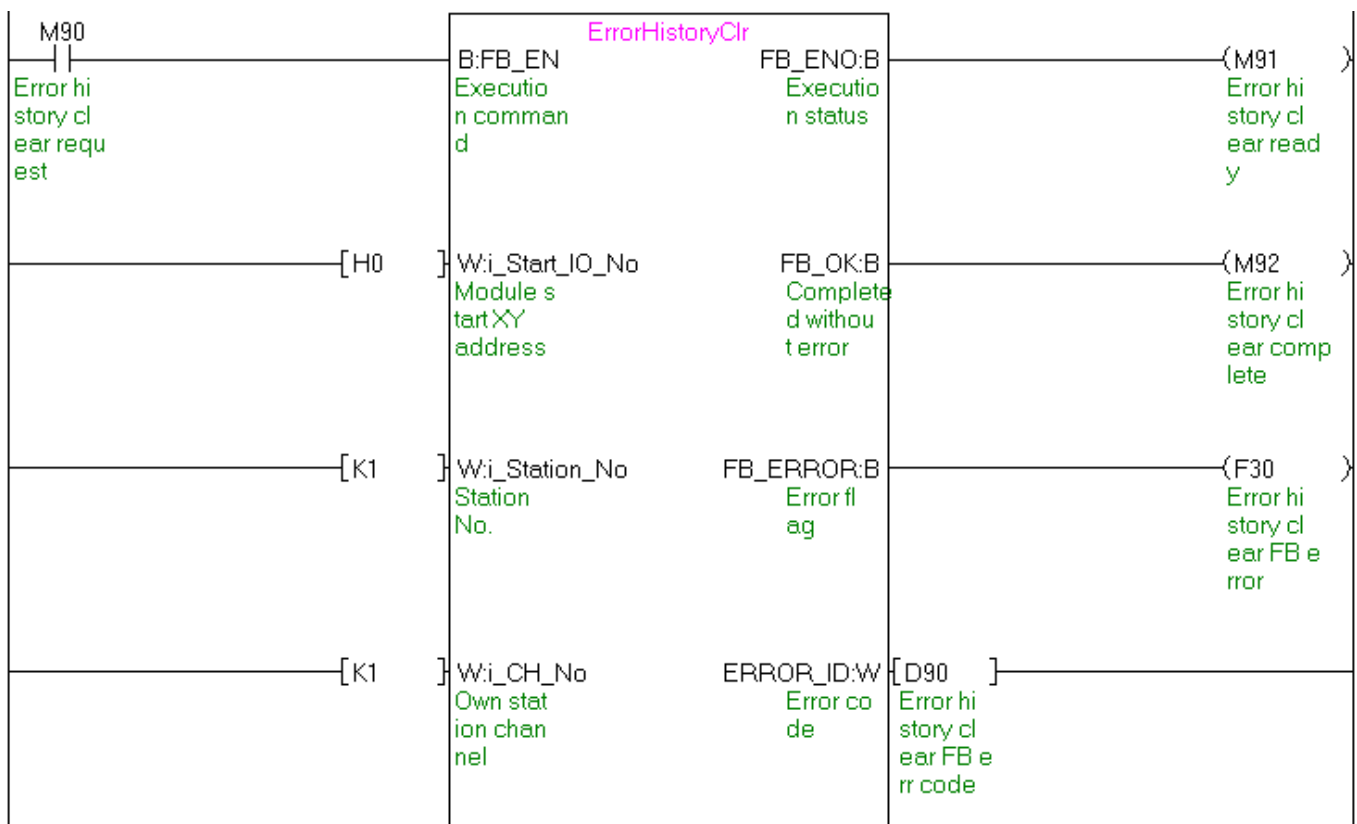 M90
ErrorHistoryClr
B:FB_EN
FB_ENO:B
(M91 )
Error hi
story cl
ear requ
est
Executio
n comman
d
Executio
n status
Error hi
story cl
ear read
y
[H0 ]
W:i_Start_IO_No
FB_OK:B
(M92 )
Module s
tart XY
address
Complete
d withou
t error
Error hi
story cl
ear comp
lete
[K1 ]
W:i_Station_No
FB_ERROR:B
(F30 )
Station
No.
Error fl
ag
Error hi
story cl
ear FB e
rror
[K1 ]
W:i_CH_No
ERROR_ID:W
[D90 ]
Own stat
ion chan
nel
Error co
de
Error hi
story cl
ear FB e
rr code